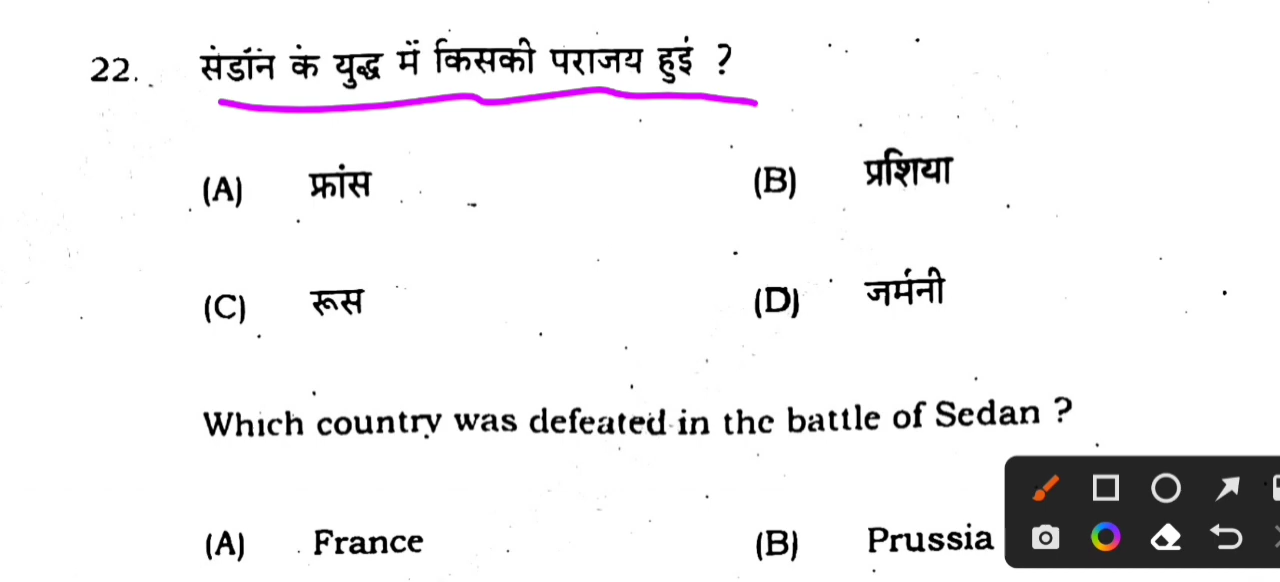 22. सेडॉन के युद्ध में किसकी पराजय हुई ?
(A) फ्रांस (B) प्रशिया
(C) रूस (D) जर्मनी
Which country was defeated in the battle of Sedan ?
(A) France (B) Prussia